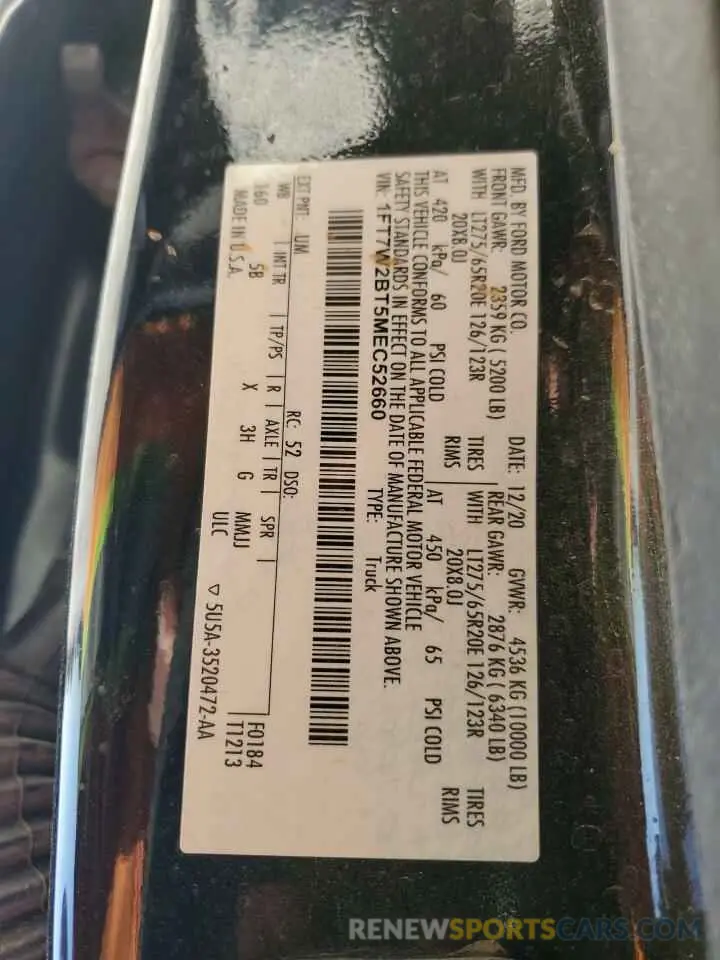 MFD. BY FORD MOTOR CO.
DATE: 12/20 GVWR: 4536 KG (10000 LB)
FRONT GAWR: 2359 KG ( 5200 LB) REAR GAWR: 2876 KG ( 6340 LB)
WITH LT275/65R20E 126/123R TIRES WITH LT275/65R20E 126/123R TIRES
20X8.0J RIMS 20X8.0J RIMS
AT 420 kPa/ 60 PSI COLD AT 450 kPa/ 65 PSI COLD
THIS VEHICLE CONFORMS TO ALL APPLICABLE FEDERAL MOTOR VEHICLE
SAFETY STANDARDS IN EFFECT ON THE DATE OF MANUFACTURE SHOWN ABOVE.
VIN: 1FT7W2BT5MEC52660 TYPE: Truck
EXT PNT: UM RC: 52 DSO:
WB INT TR TP/PS R AXLE TR SPR F0184
160 5B X 3H G MMJJ T1213
MADE IN U.S.A. ULC ▽ 5U5A-3520472-AA
RENEWSPORTSCARS.COM